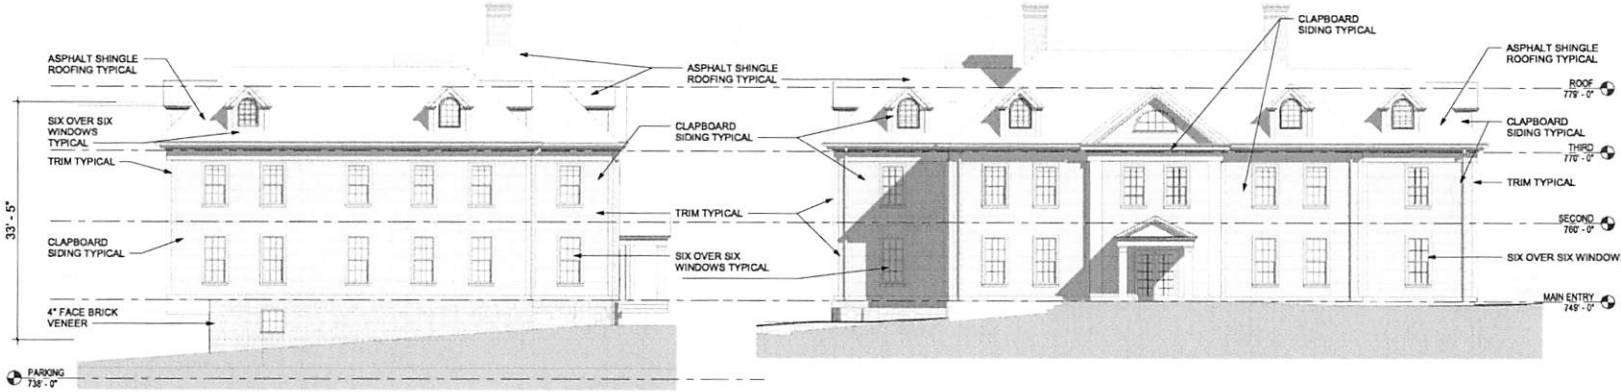 ASPHALT SHINGLE
ROOFING TYPICAL
SIX OVER SIX
WINDOWS
TYPICAL
TRIM TYPICAL
33' - 5"
CLAPBOARD
SIDING TYPICAL
4" FACE BRICK
VENEER
PARKING
738' - 0"
ASPHALT SHINGLE
ROOFING TYPICAL
CLAPBOARD
SIDING TYPICAL
TRIM TYPICAL
SIX OVER SIX
WINDOWS TYPICAL
CLAPBOARD
SIDING TYPICAL
ASPHALT SHINGLE
ROOFING TYPICAL
ROOF
779' - 0"
CLAPBOARD
SIDING TYPICAL
THIRD
770' - 0"
TRIM TYPICAL
SECOND
760' - 0"
SIX OVER SIX WINDOW
MAIN ENTRY
749' - 0"